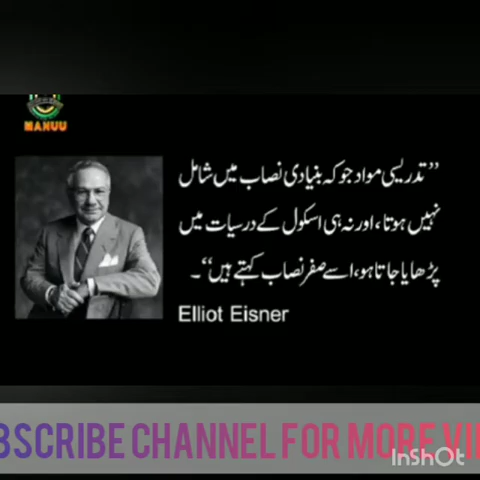 MANUU
”تدریسی مواد جو کہ بنیادی نصاب میں شامل
نہیں ہوتا، اور نہ ہی اسکول کے درسیات میں
پڑھایا جاتا ہو، اسے صفر نصاب کہتے ہیں“۔
Elliot Eisner
BSCRIBE CHANNEL FOR MORE VI
InShOt